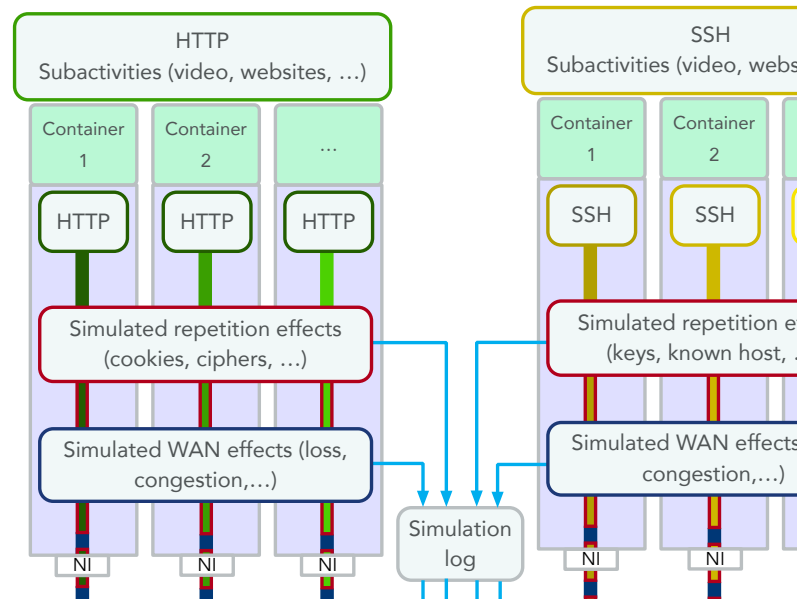 HTTP
Subactivities (video, websites, …)
Container
1
Container
2
…
HTTP
HTTP
HTTP
Simulated repetition effects
(cookies, ciphers, …)
Simulated WAN effects (loss,
congestion,…)
NI
NI
NI
Simulation
log
SSH
Subactivities (video, webs
Container
1
Container
2
SSH
SSH
Simulated repetition e
(keys, known host,
Simulated WAN effects
congestion,…)
NI
NI